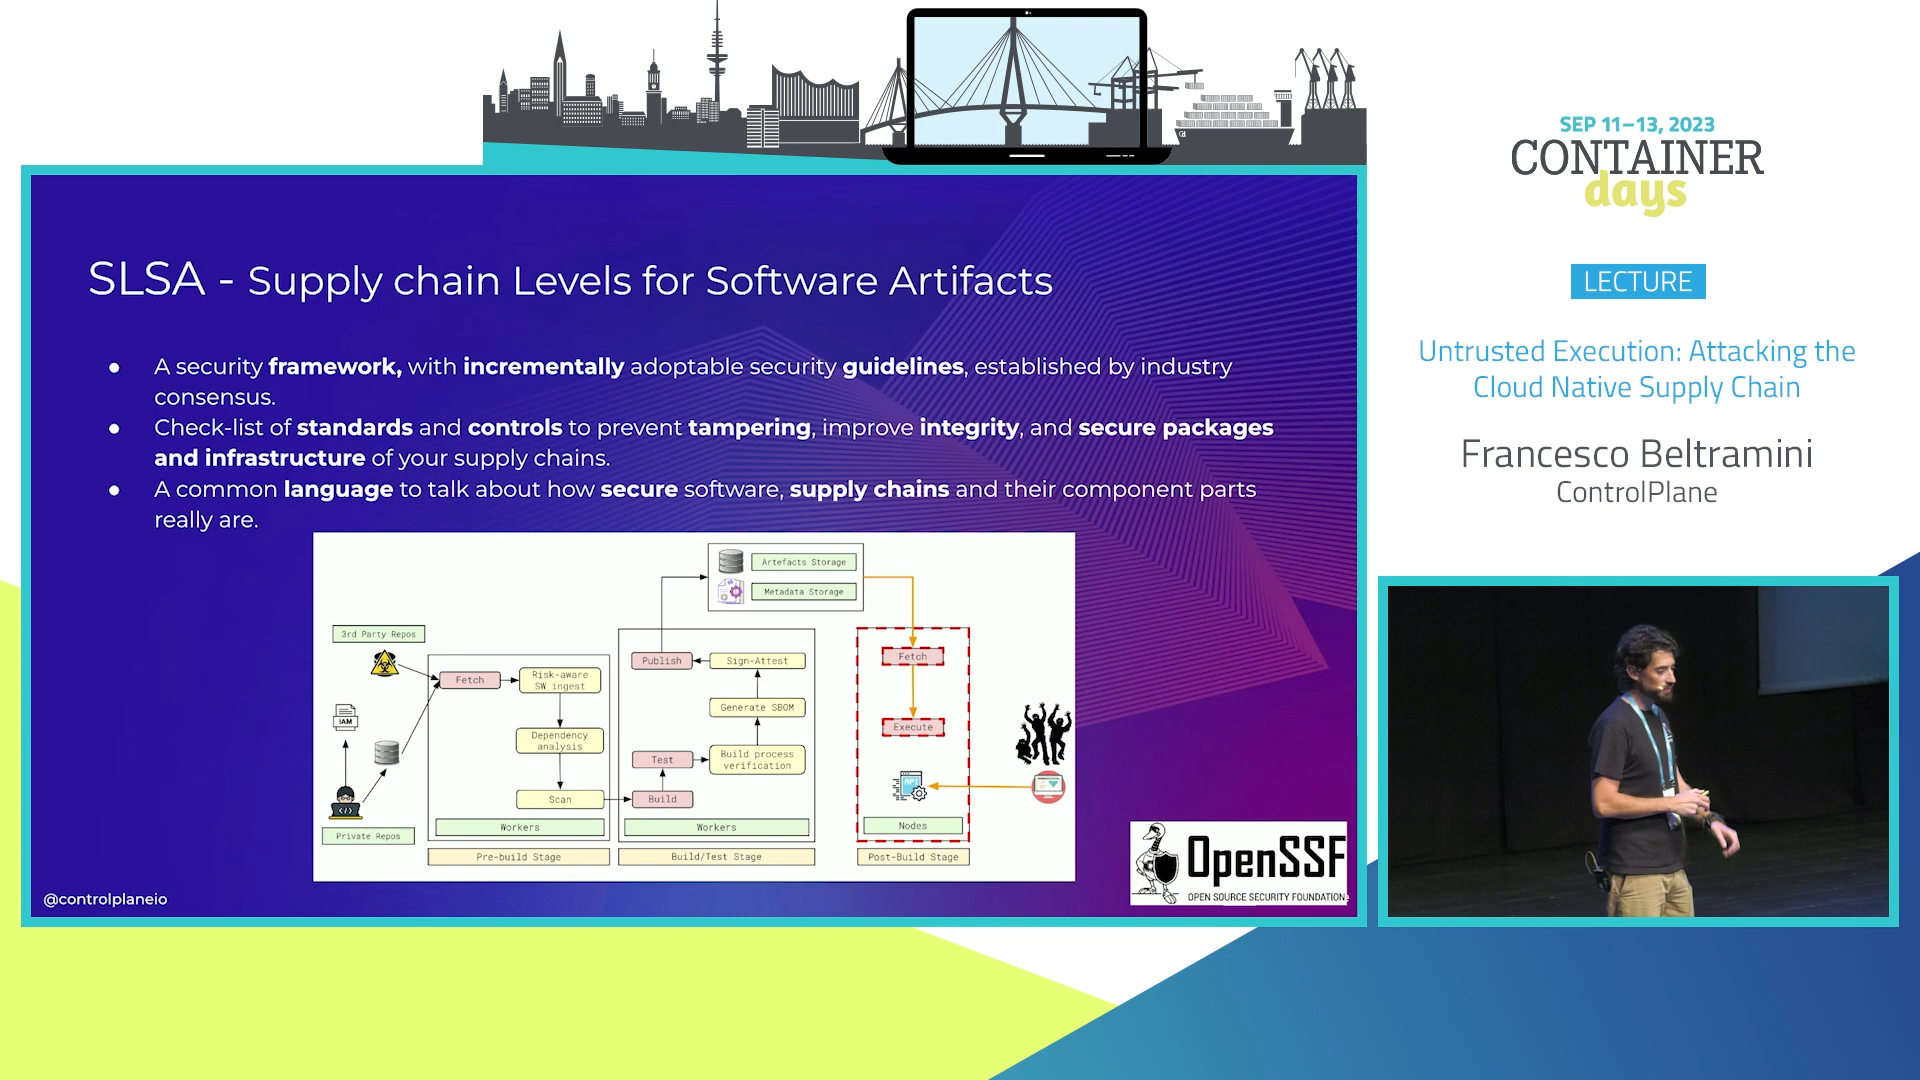 SEP 11–13, 2023
CONTAINER
days
LECTURE
Untrusted Execution: Attacking the
Cloud Native Supply Chain
Francesco Beltramini
ControlPlane
SLSA - Supply chain Levels for Software Artifacts
● A security framework, with incrementally adoptable security guidelines, established by industry
consensus.
● Check-list of standards and controls to prevent tampering, improve integrity, and secure packages
and infrastructure of your supply chains.
● A common language to talk about how secure software, supply chains and their component parts
really are.
Artefacts Storage
Metadata Storage
3rd Party Repos
IAM
Private Repos
Fetch
Risk-aware
SW ingest
Dependency
analysis
Scan
Workers
Pre-build Stage
Publish
Sign-Attest
Generate SBOM
Test
Build process
verification
Build
Workers
Build/Test Stage
Fetch
Execute
Nodes
Post-Build Stage
OpenSSF
OPEN SOURCE SECURITY FOUNDATION
@controlplaneio